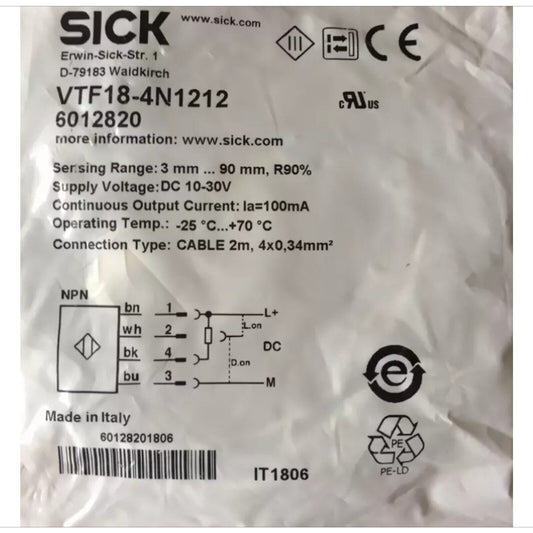 SICK www.sick.com
Erwin-Sick-Str. 1
D-79183 Waldkirch
III
CE
VTF18-4N1212
6012820
cRUus
more information: www.sick.com
Sensing Range: 3 mm ... 90 mm, R90%
Supply Voltage: DC 10-30V
Continuous Output Current: Ia=100mA
Operating Temp.: -25 °C...+70 °C
Connection Type: CABLE 2m, 4x0,34mm²
NPN
bn 1 L+
wh 2 L.on
DC
bk 4 D.on
bu 3 M
e
Made in Italy
60128201806
IT1806
PE
PE-LD